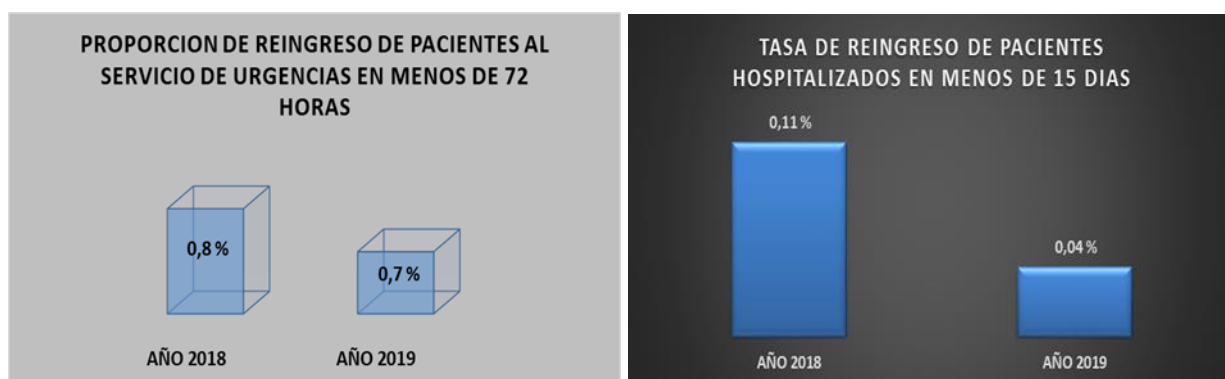 PROPORCION DE REINGRESO DE PACIENTES AL
SERVICIO DE URGENCIAS EN MENOS DE 72
HORAS
0,8 %
0,7 %
AÑO 2018
AÑO 2019
TASA DE REINGRESO DE PACIENTES
HOSPITALIZADOS EN MENOS DE 15 DIAS
0,11 %
0,04 %
AÑO 2018
AÑO 2019